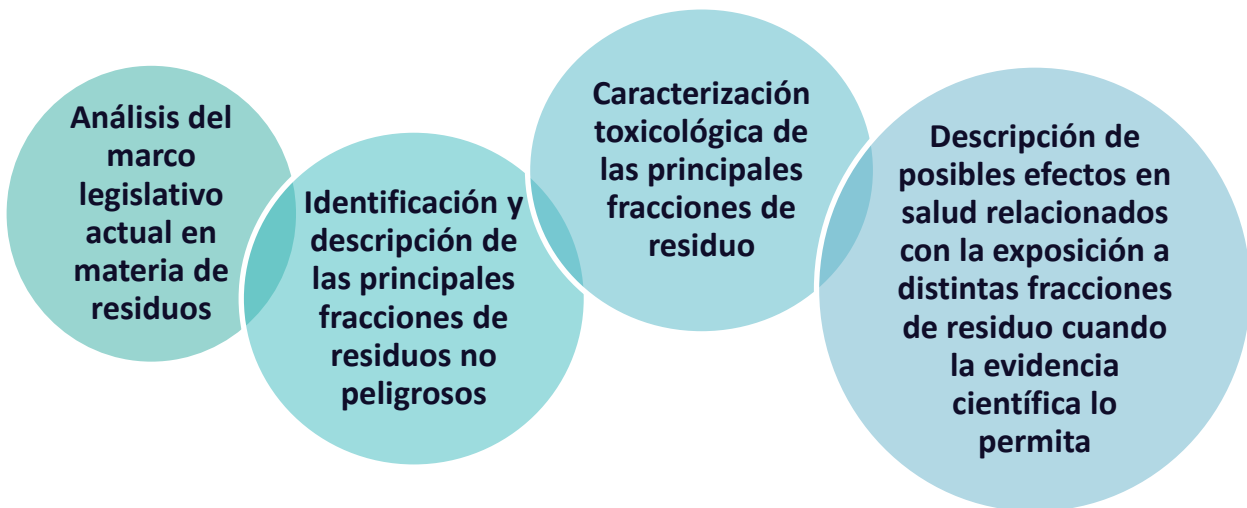 Análisis del
marco
legislativo
actual en
materia de
residuos
Identificación y
descripción de
las principales
fracciones de
residuos no
peligrosos
Caracterización
toxicológica de
las principales
fracciones de
residuo
Descripción de
posibles efectos en
salud relacionados
con la exposición a
distintas fracciones
de residuo cuando
la evidencia
científica lo
permita